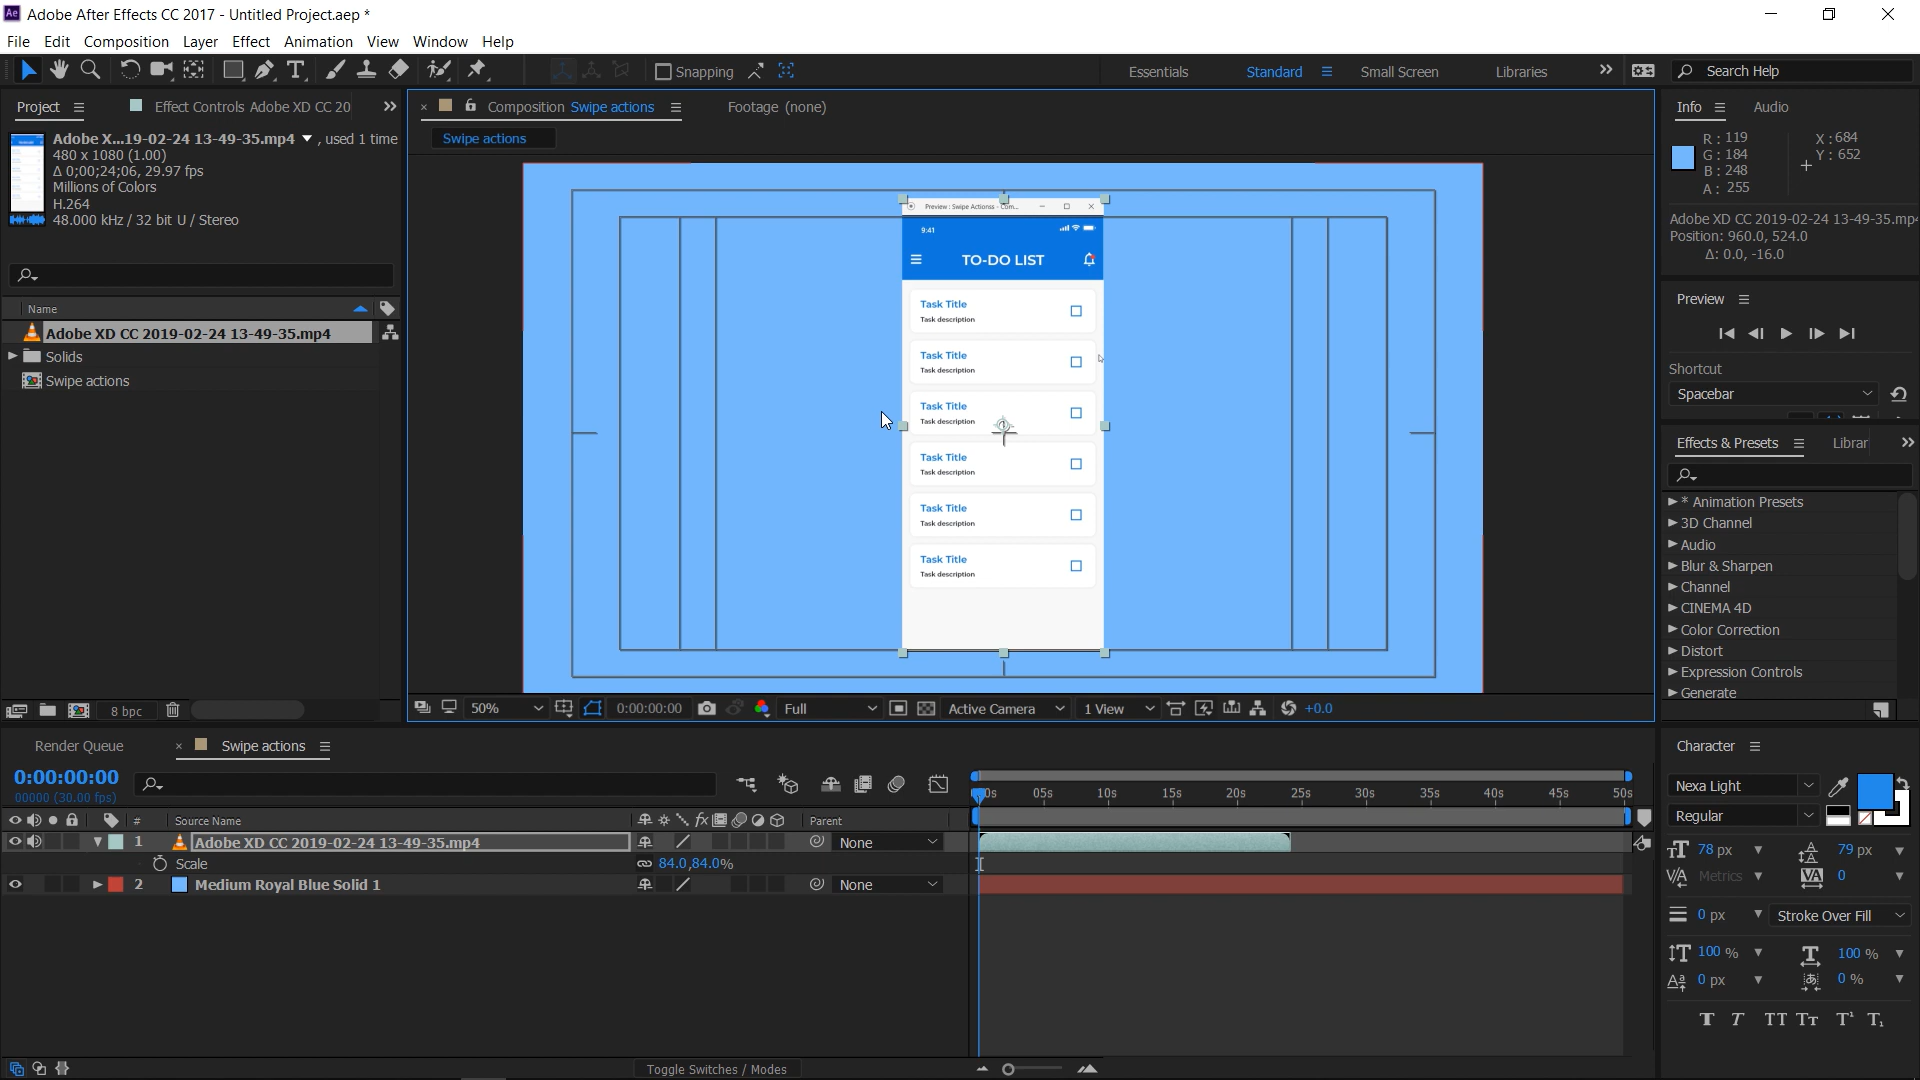 Adobe After Effects CC 2017 - Untitled Project.aep *
File Edit Composition Layer Effect Animation View Window Help
Snapping
Essentials Standard Small Screen Libraries
Search Help
Project
Effect Controls Adobe XD CC 20
Adobe X...19-02-24 13-49-35.mp4 , used 1 time
480 x 1080 (1.00)
Δ 0;00;24;06, 29.97 fps
Millions of Colors
H.264
48.000 kHz / 32 bit U / Stereo
Name
Adobe XD CC 2019-02-24 13-49-35.mp4
Solids
Swipe actions
8 bpc
Composition Swipe actions
Footage (none)
Swipe actions
Preview : Swipe Actionss - Com...
9:41
TO-DO LIST
Task Title
Task description
Task Title
Task description
Task Title
Task description
Task Title
Task description
Task Title
Task description
Task Title
Task description
50%
0:00:00:00
Full
Active Camera
1 View
+0.0
Info
Audio
R : 119
G : 184
B : 248
A : 255
X : 684
Y : 652
Adobe XD CC 2019-02-24 13-49-35.mp
Position: 960.0, 524.0
Δ: 0.0, -16.0
Preview
Shortcut
Spacebar
Effects & Presets
Librar
* Animation Presets
3D Channel
Audio
Blur & Sharpen
Channel
CINEMA 4D
Color Correction
Distort
Expression Controls
Generate
Render Queue
Swipe actions
0:00:00:00
00000 (30.00 fps)
0s 05s 10s 15s 20s 25s 30s 35s 40s 45s 50s
# Source Name
Parent
1 Adobe XD CC 2019-02-24 13-49-35.mp4
None
Scale
84.0,84.0%
2 Medium Royal Blue Solid 1
None
Toggle Switches / Modes
Character
Nexa Light
Regular
78 px
79 px
Metrics
0
0 px
Stroke Over Fill
100 %
100 %
0 px
0 %